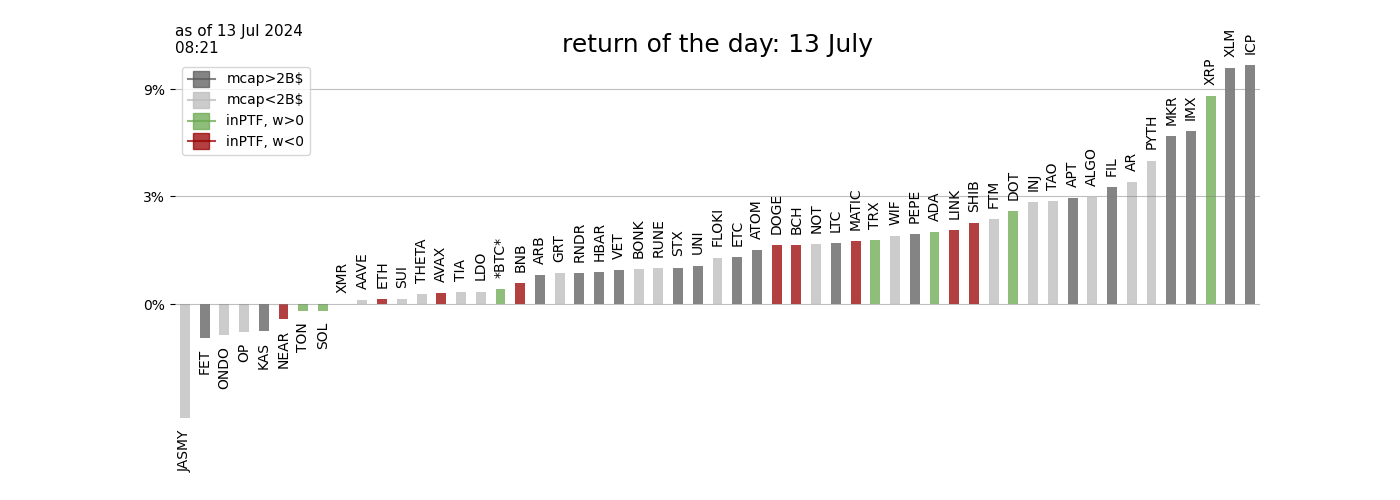 as of 13 Jul 2024
08:21
return of the day: 13 July
mcap>2B$
mcap<2B$
inPTF, w>0
inPTF, w<0
9%
3%
0%
JASMY
FET
ONDO
OP
KAS
NEAR
TON
SOL
XMR
AAVE
ETH
SUI
THETA
AVAX
TIA
LDO
*BTC*
BNB
ARB
GRT
RNDR
HBAR
VET
BONK
RUNE
STX
UNI
FLOKI
ETC
ATOM
DOGE
BCH
NOT
LTC
MATIC
TRX
WIF
PEPE
ADA
LINK
SHIB
FTM
DOT
INJ
TAO
APT
ALGO
FIL
AR
PYTH
MKR
IMX
XRP
XLM
ICP